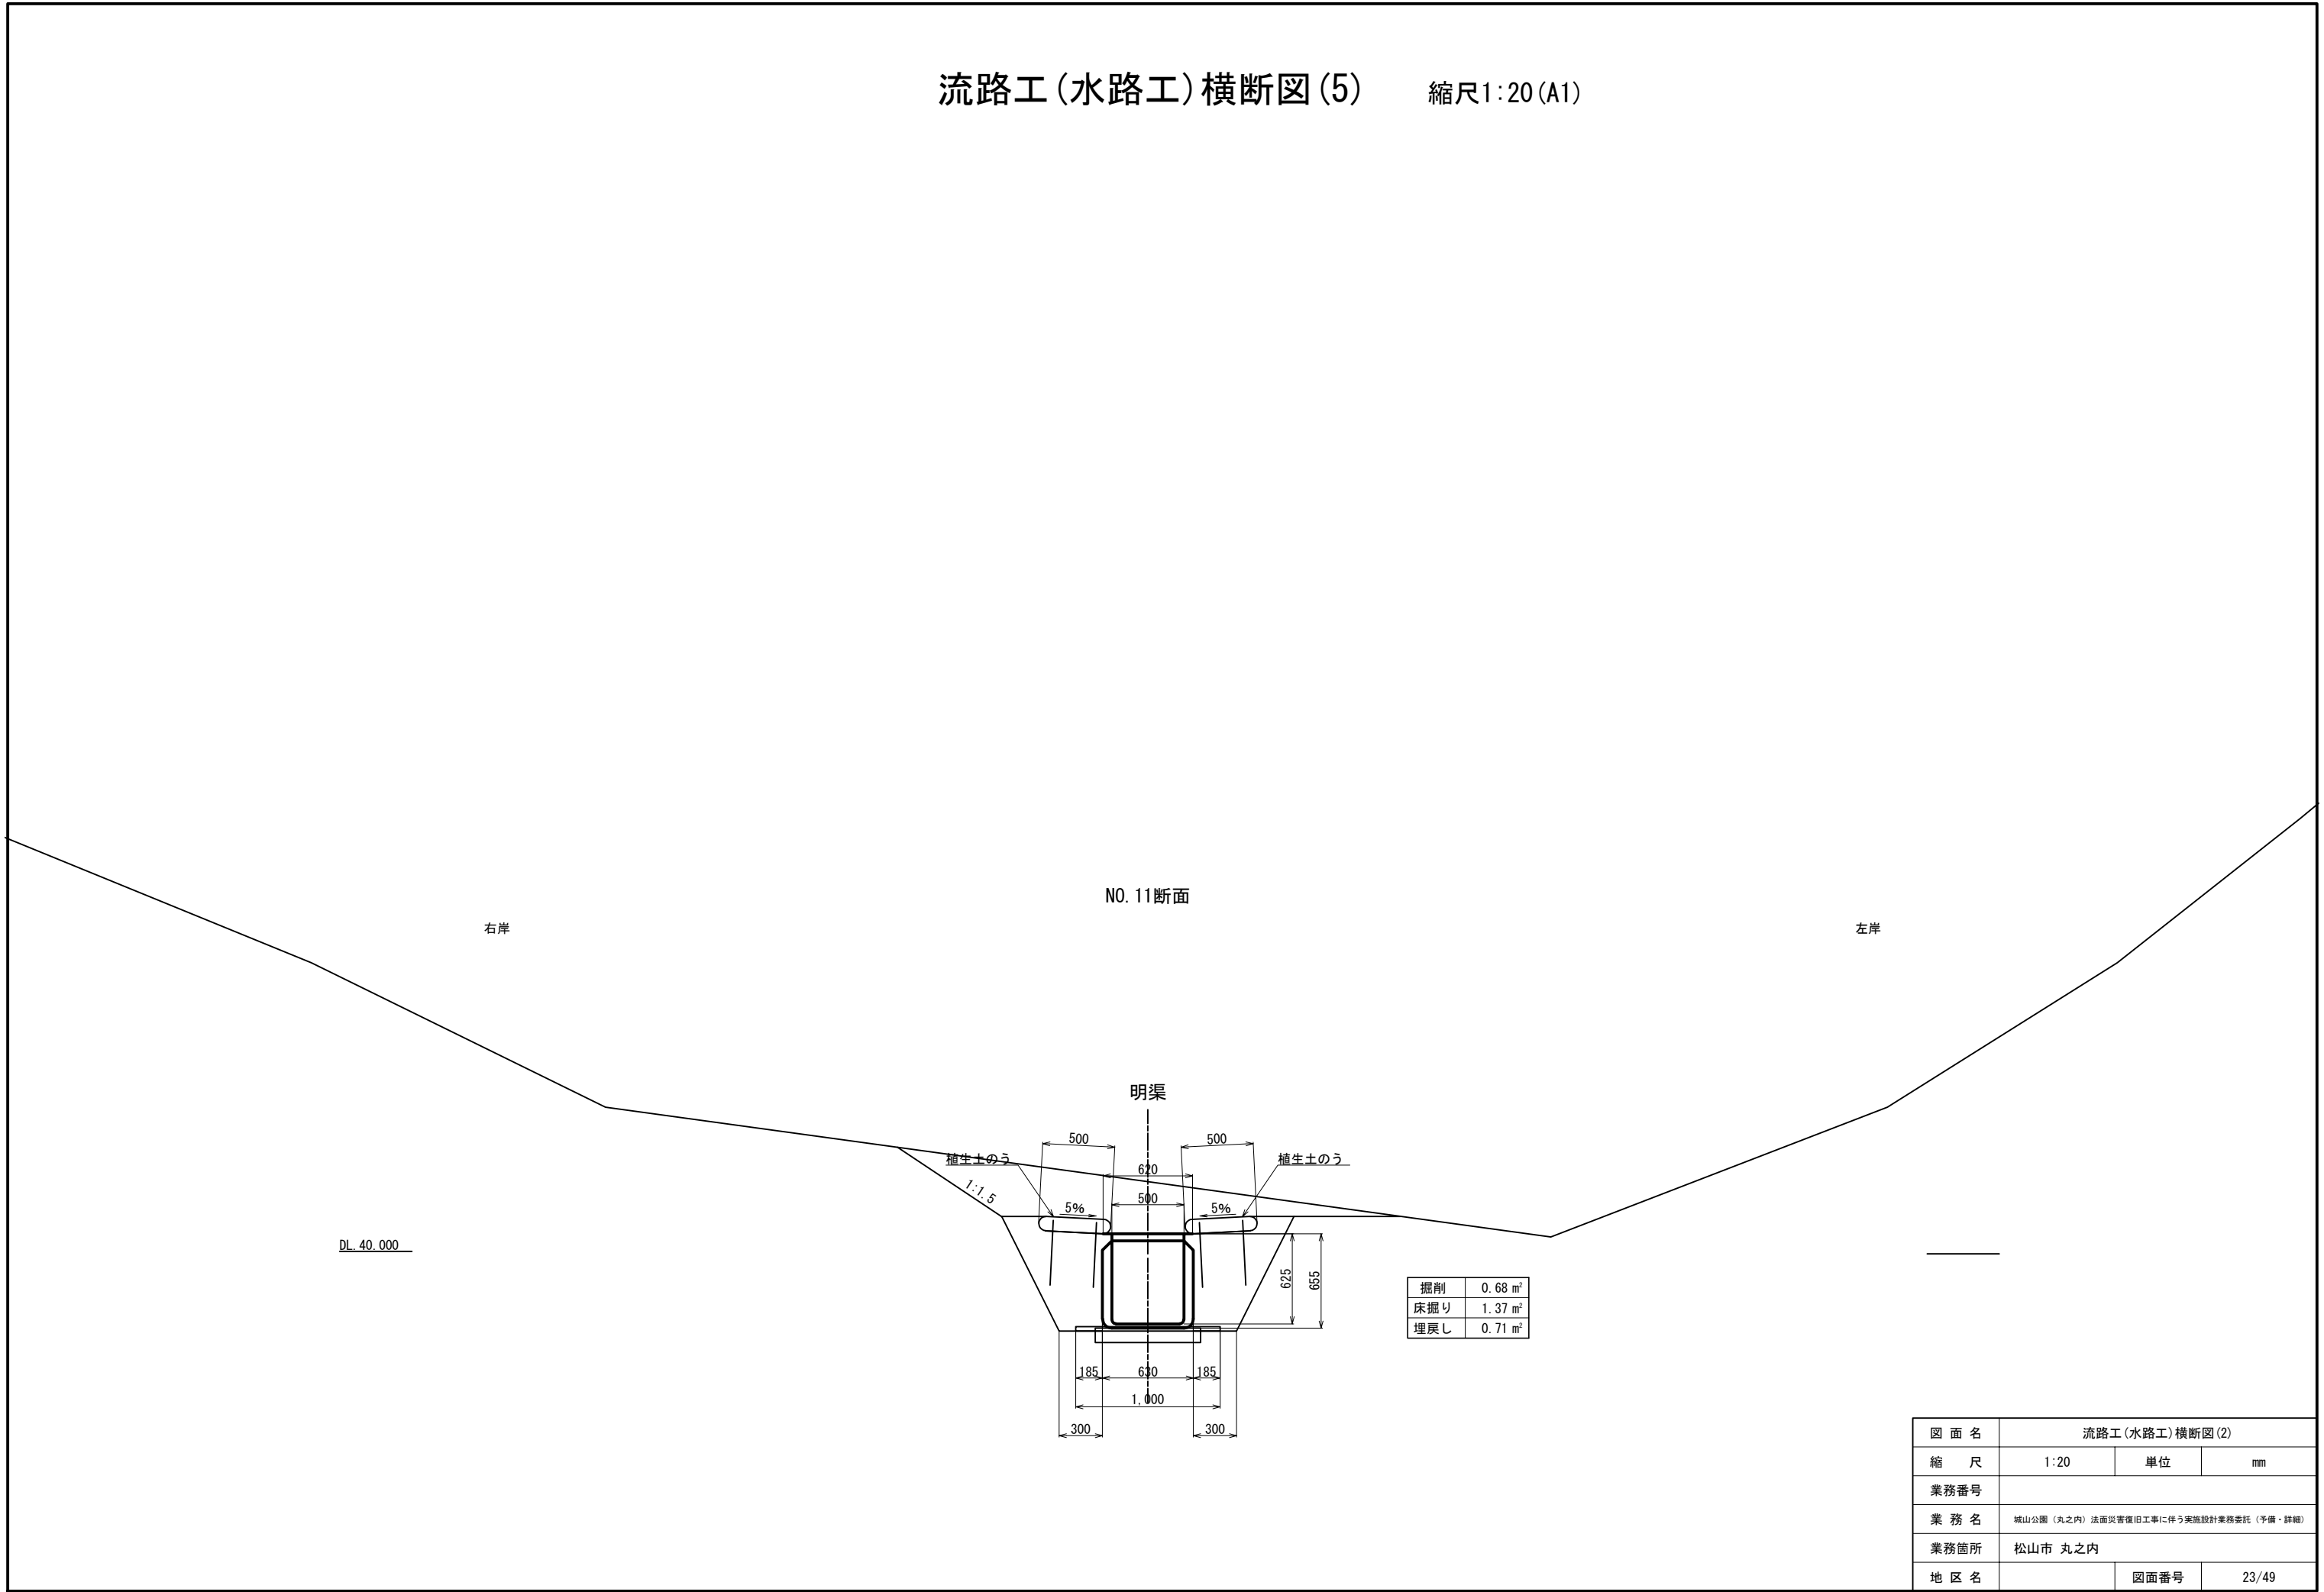 流路工(水路工)横断図(5) 縮尺1:20(A1)
NO.11断面
右岸
左岸
明渠
500
500
植生土のう
植生土のう
620
1:1.5
500
5%
5%
DL.40.000
625
655
掘削 0.68 ㎡
床掘り 1.37 ㎡
埋戻し 0.71 ㎡
185
630
185
1,000
300
300
図面名 流路工(水路工)横断図(2)
縮尺 1:20 単位 ㎜
業務番号
業務名 城山公園(丸之内)法面災害復旧工事に伴う実施設計業務委託(予備・詳細)
業務箇所 松山市 丸之内
地区名 図面番号 23/49